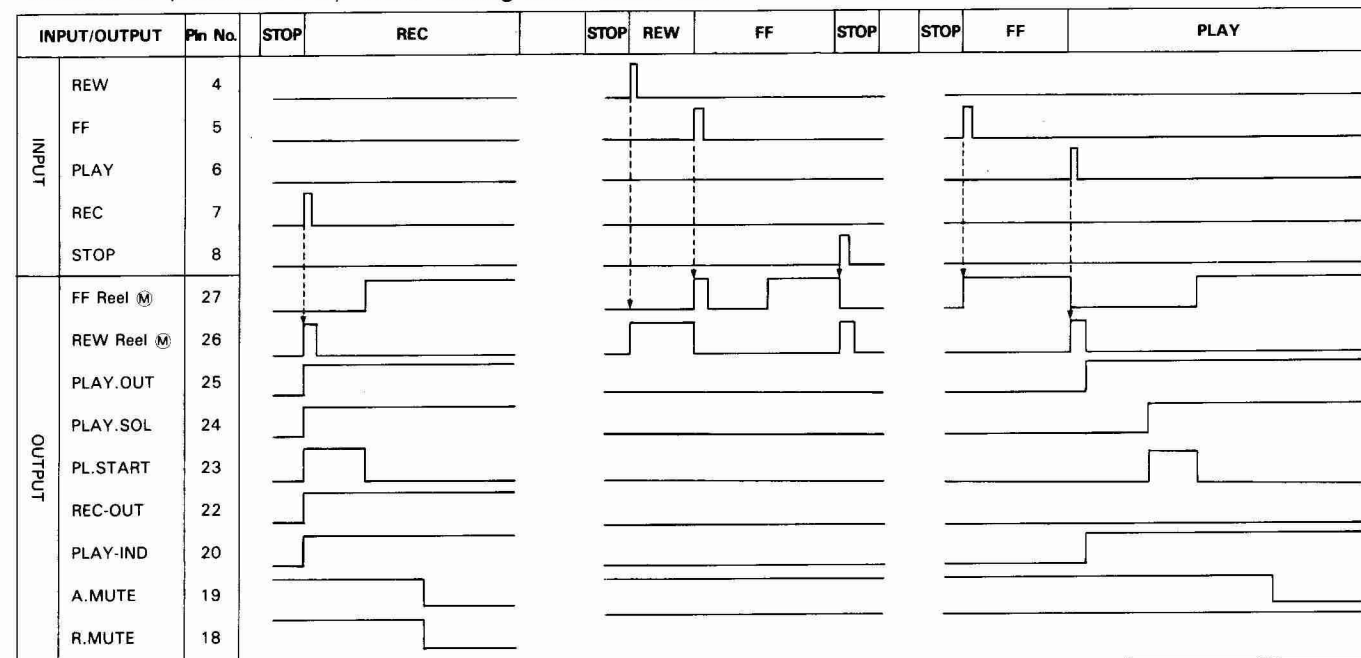 INPUT/OUTPUT Pin No. STOP REC STOP REW FF STOP STOP FF PLAY
INPUT
REW 4
FF 5
PLAY 6
REC 7
STOP 8
OUTPUT
FF Reel Ⓜ 27
REW Reel Ⓜ 26
PLAY.OUT 25
PLAY.SOL 24
PL.START 23
REC-OUT 22
PLAY-IND 20
A.MUTE 19
R.MUTE 18